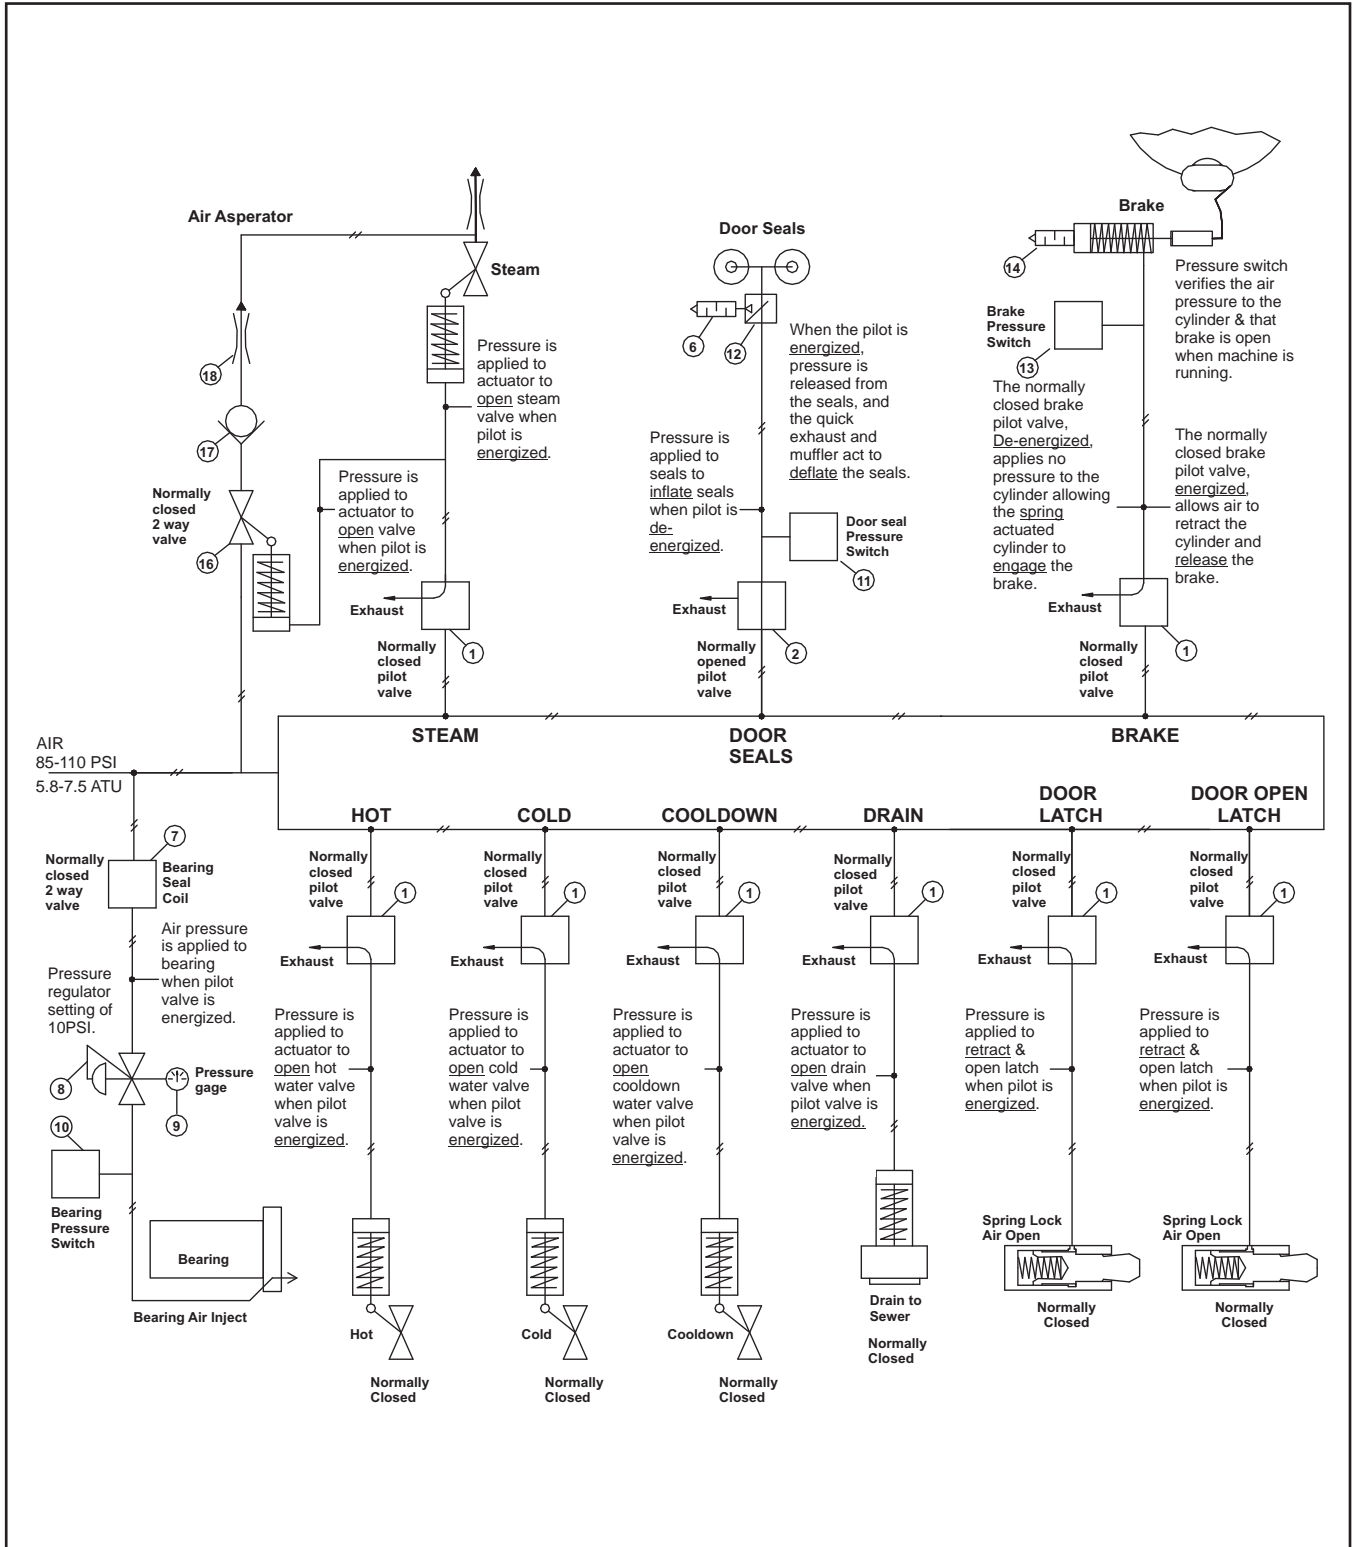 Air Asperator
Steam
Pressure is
applied to
actuator to
open steam
valve when
pilot is
energized.
18
17
Normally
closed
2 way
valve
16
Pressure is
applied to
actuator to
open valve
when pilot is
energized.
Exhaust
Normally
closed
pilot
valve
1
Door Seals
6
12
When the pilot is
energized,
pressure is
released from
the seals, and
the quick
exhaust and
muffler act to
deflate the seals.
Pressure is
applied to
seals to
inflate seals
when pilot is
de-
energized.
Door seal
Pressure
Switch
11
Exhaust
Normally
opened
pilot
valve
2
Brake
14
Pressure switch
verifies the air
pressure to the
cylinder & that
brake is open
when machine is
running.
Brake
Pressure
Switch
13
The normally
closed brake
pilot valve,
De-energized,
applies no
pressure to the
cylinder allowing
the spring
actuated
cylinder to
engage the
brake.
The normally
closed brake
pilot valve,
energized,
allows air to
retract the
cylinder and
release the
brake.
Exhaust
Normally
closed
pilot
valve
1
AIR
85-110 PSI
5.8-7.5 ATU
STEAM
DOOR
SEALS
BRAKE
HOT
COLD
COOLDOWN
DRAIN
DOOR
LATCH
DOOR OPEN
LATCH
7
Normally
closed
2 way
valve
Bearing
Seal
Coil
Air pressure
is applied to
bearing
when pilot
valve is
energized.
Pressure
regulator
setting of
10PSI.
8
Pressure
gage
9
10
Bearing
Pressure
Switch
Bearing
Bearing Air Inject
Normally
closed
pilot
valve
1
Exhaust
Pressure is
applied to
actuator to
open hot
water valve
when pilot
valve is
energized.
Hot
Normally
Closed
Normally
closed
pilot
valve
1
Exhaust
Pressure is
applied to
actuator to
open cold
water valve
when pilot
valve is
energized.
Cold
Normally
Closed
Normally
closed
pilot
valve
1
Exhaust
Pressure is
applied to
actuator to
open
cooldown
water valve
when pilot
valve is
energized.
Cooldown
Normally
Closed
Normally
closed
pilot
valve
1
Exhaust
Pressure is
applied to
actuator to
open drain
valve when
pilot valve is
energized.
Drain to
Sewer
Normally
Closed
Normally
closed
pilot
valve
1
Exhaust
Pressure is
applied to
retract &
open latch
when pilot is
energized.
Spring Lock
Air Open
Normally
Closed
Normally
closed
pilot
valve
1
Exhaust
Pressure is
applied to
retract &
open latch
when pilot is
energized.
Spring Lock
Air Open
Normally
Closed